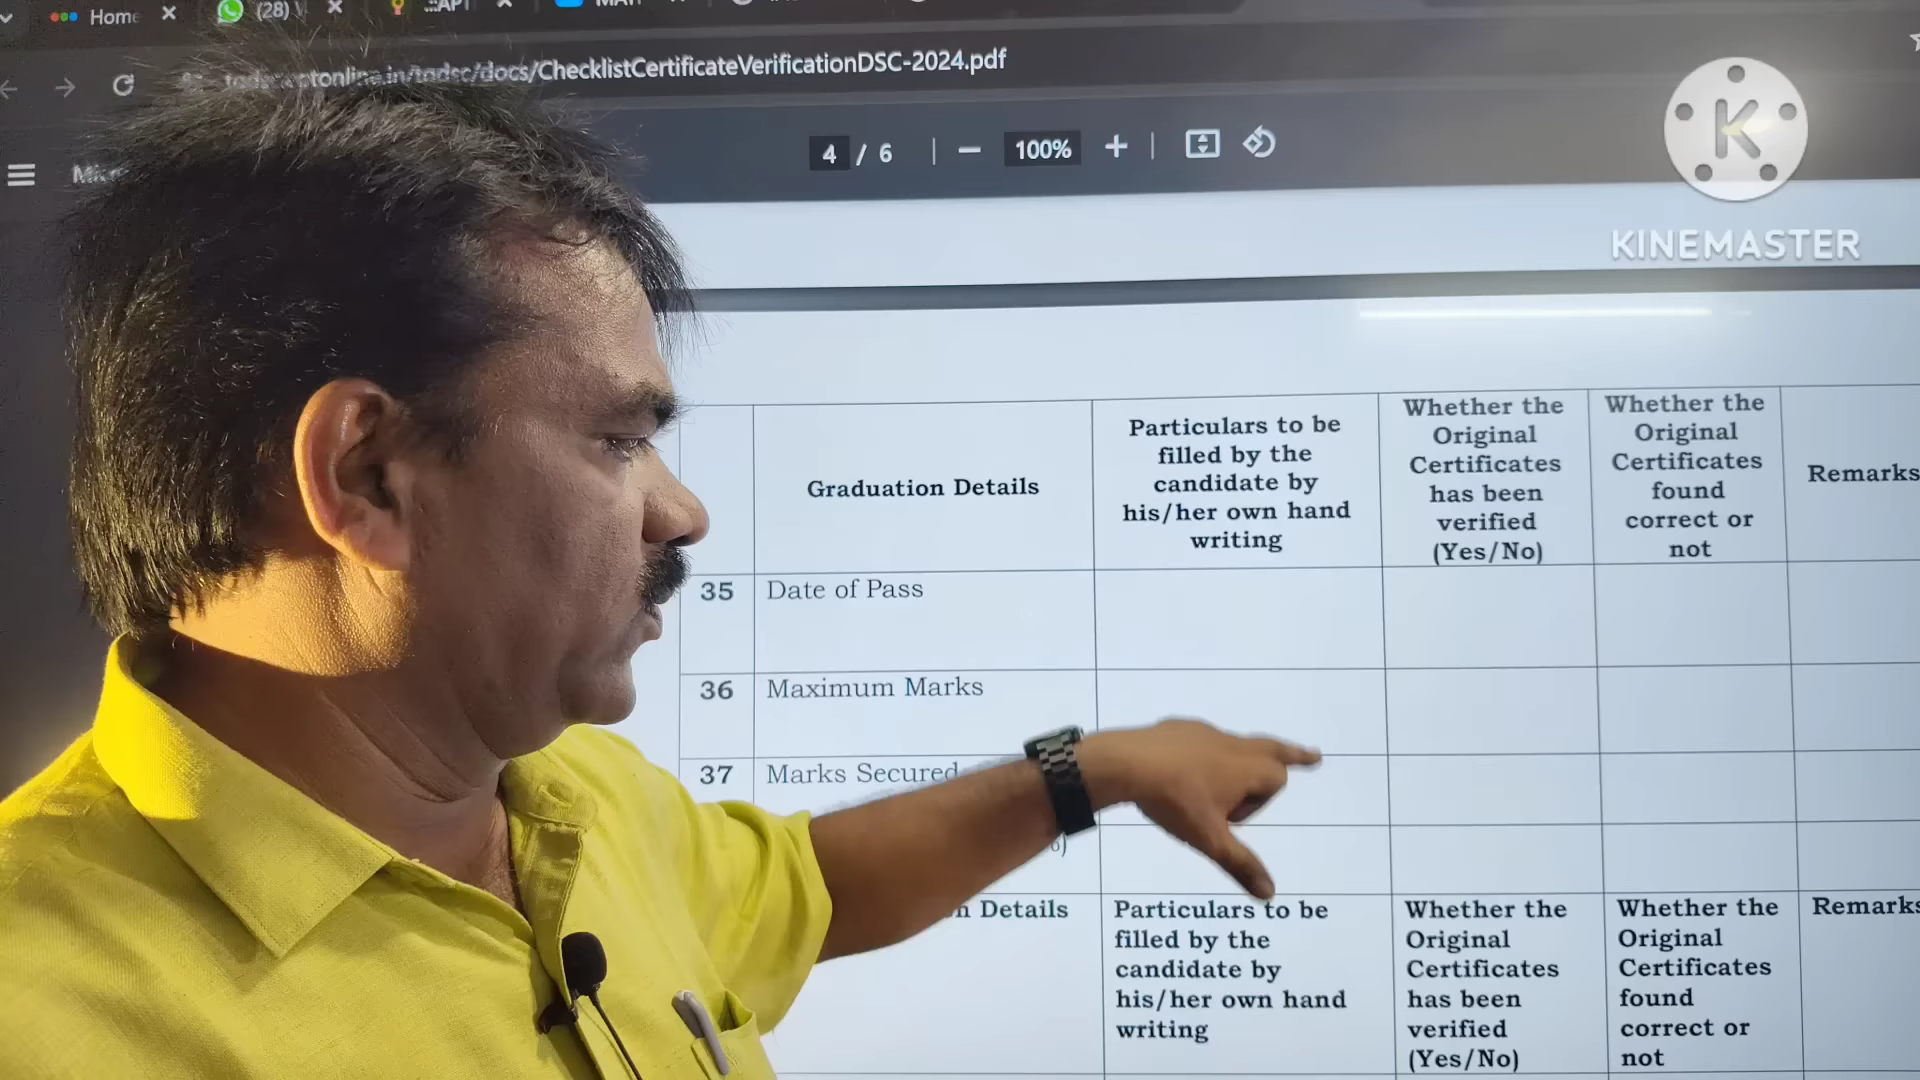 Home
(28)
ptonline.in/tgdsc/docs/ChecklistCertificateVerificationDSC-2024.pdf
4 / 6
100%
K
KINEMASTER
Graduation Details
Particulars to be
filled by the
candidate by
his/her own hand
writing
Whether the
Original
Certificates
has been
verified
(Yes/No)
Whether the
Original
Certificates
found
correct or
not
Remarks
35 Date of Pass
36 Maximum Marks
37 Marks Secured
Details
Particulars to be
filled by the
candidate by
his/her own hand
writing
Whether the
Original
Certificates
has been
verified
(Yes/No)
Whether the
Original
Certificates
found
correct or
not
Remarks